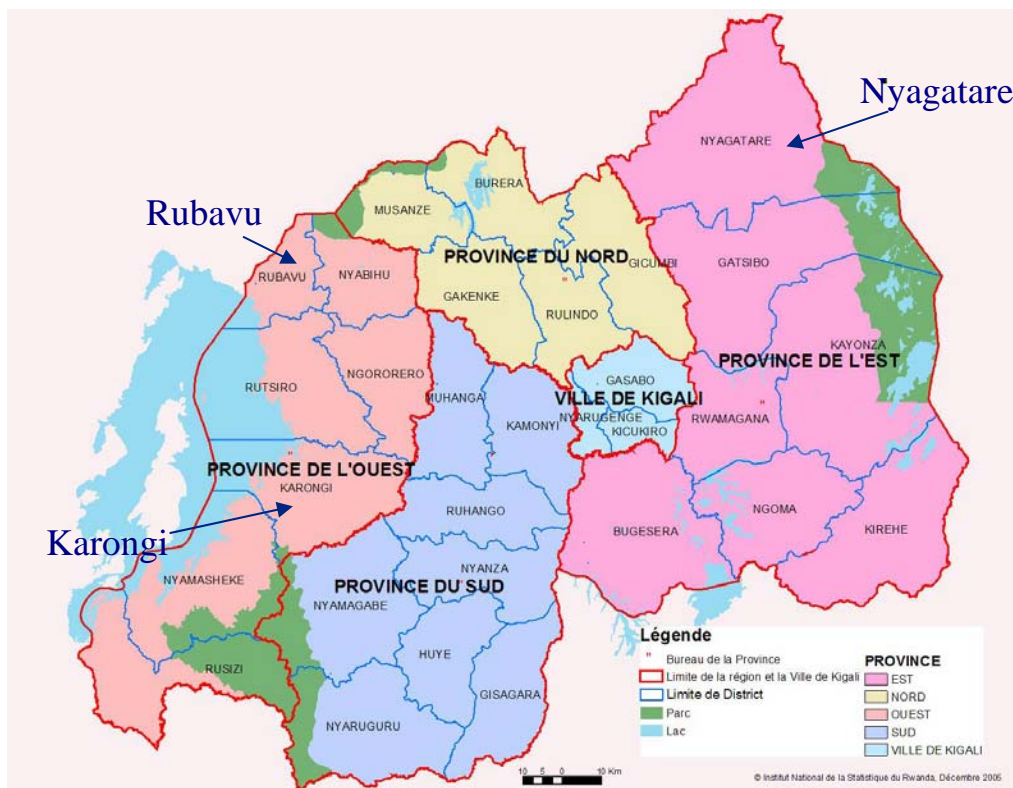 Nyagatare
NYAGATARE
BURERA
MUSANZE
Rubavu
PROVINCE DU NORD
GICUMBI
GATSIBO
RUBAVU
NYABIHU
GAKENKE
RULINDO
KAYONZA
PROVINCE DE L'EST
NGORORERO
RUTSIRO
GASABO
MUHANGA
VILLE DE KIGALI
NYARUGENGE
KAMONYI
KICUKIRO
RWAMAGANA
PROVINCE DE L'OUEST
KARONGI
RUHANGO
NGOMA
BUGESERA
KIREHE
Karongi
NYANZA
NYAMASHEKE
PROVINCE DU SUD
NYAMAGABE
HUYE
RUSIZI
GISAGARA
NYARUGURU
Légende
" Bureau de la Province
Limite de la région et la Ville de Kigali
Limite de District
Parc
Lac
PROVINCE
EST
NORD
OUEST
SUD
VILLE DE KIGALI
10 5 0 10 Km
© Institut National de la Statistique du Rwanda, Décembre 2005